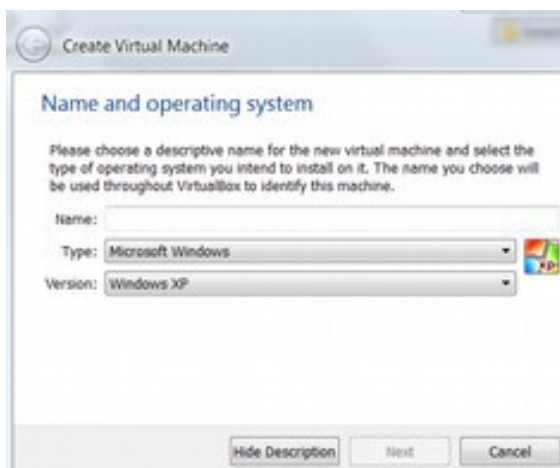 Create Virtual Machine
Name and operating system
Please choose a descriptive name for the new virtual machine and select the
type of operating system you intend to install on it. The name you choose will
be used throughout VirtualBox to identify this machine.
Name:
Type: Microsoft Windows
XP
Version: Windows XP
Hide Description Next Cancel